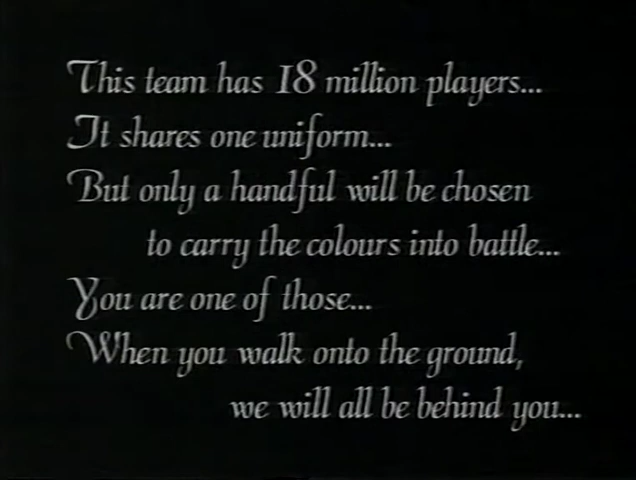 This team has 18 million players...
It shares one uniform...
But only a handful will be chosen
to carry the colours into battle...
You are one of those...
When you walk onto the ground,
we will all be behind you...